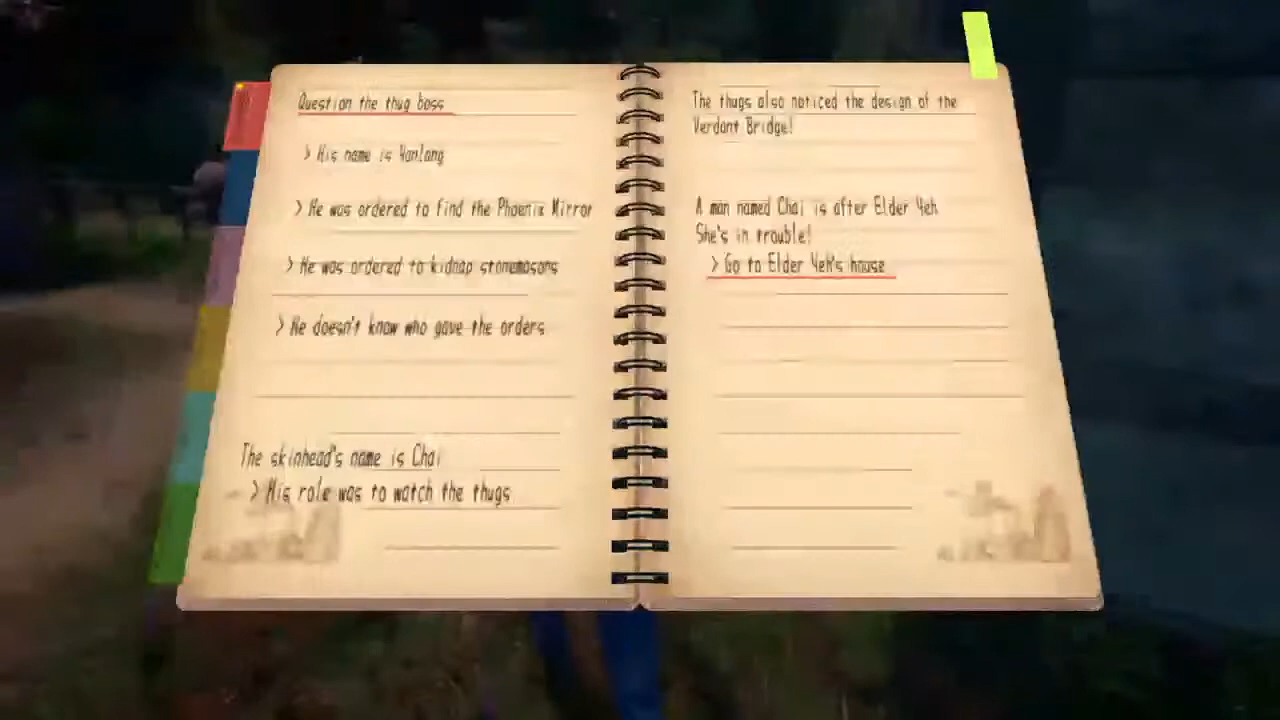 Question the thug boss
> His name is Yanlang
> He was ordered to find the Phoenix Mirror
> He was ordered to kidnap stonemasons
> He doesn't know who gave the orders
The skinhead's name is Chai
> His role was to watch the thugs
The thugs also noticed the design of the
Verdant Bridge!
A man named Chai is after Elder Yeh
She's in trouble!
> Go to Elder Yeh's house